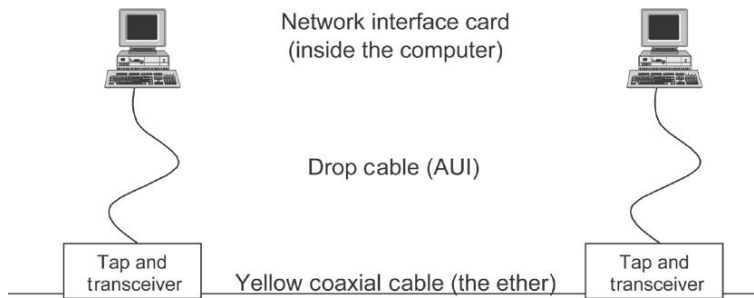 Network interface card
(inside the computer)
Drop cable (AUI)
Tap and
transceiver
Yellow coaxial cable (the ether)
Tap and
transceiver